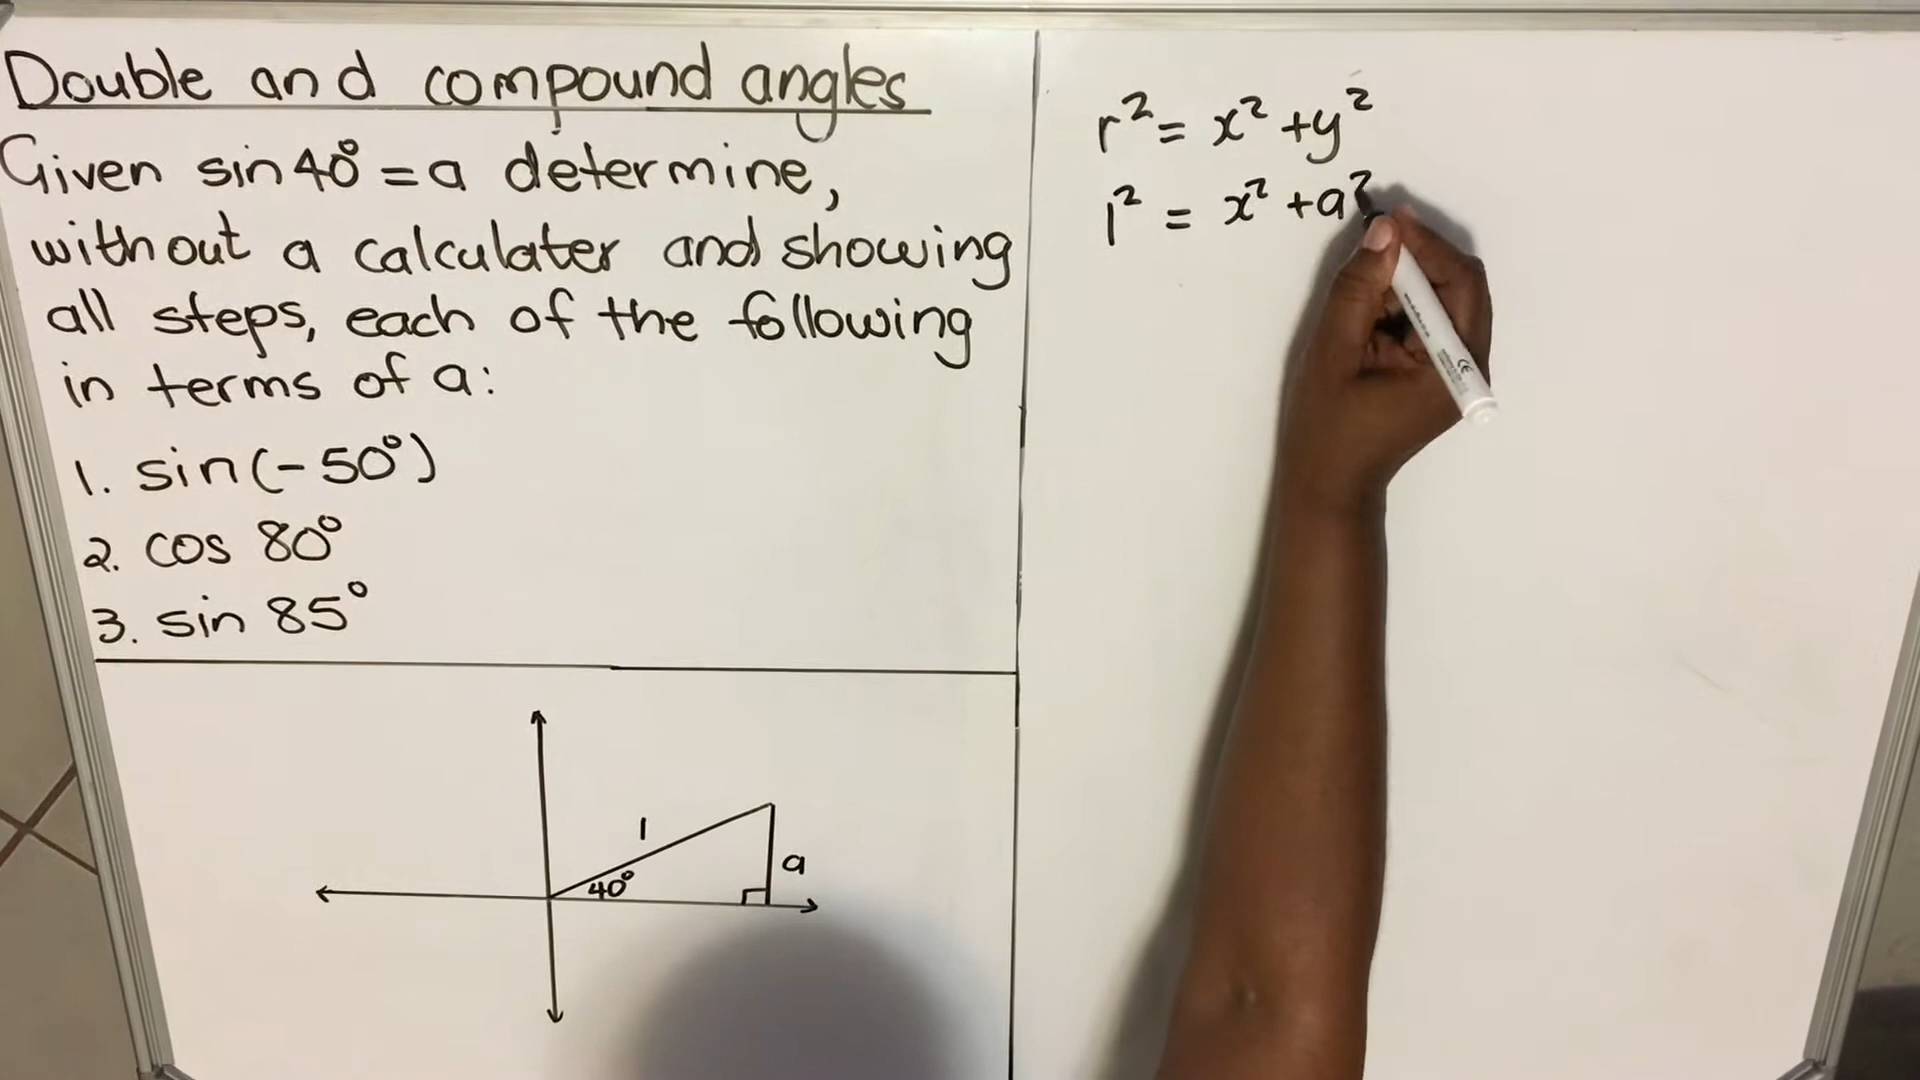 Double and compound angles
Given sin 40° = a determine,
without a calculater and showing
all steps, each of the following
in terms of a:
1. sin(-50°)
2. cos 80°
3. sin 85°
1
40°
a
r² = x² + y²
1² = x² + a²
CE